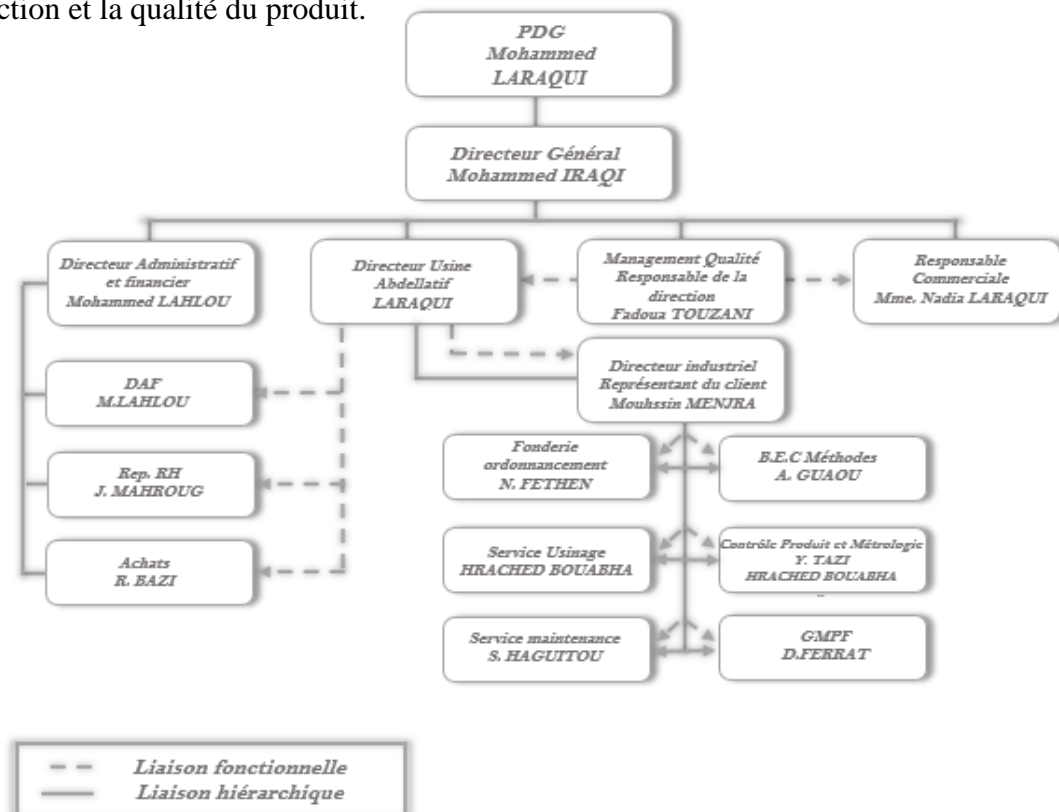 ction et la qualité du produit.
PDG
Mohammed
LARAQUI
Directeur Général
Mohammed IRAQI
Directeur Administratif
et financier
Mohammed LAHLOU
Directeur Usine
Abdellatif
LARAQUI
Management Qualité
Responsable de la
direction
Fadoua TOUZANI
Responsable
Commerciale
Mme. Nadia LARAQUI
DAF
M.LAHLOU
Directeur industriel
Représentant du client
Mouhssin MENJRA
Rep. RH
J. MAHROUG
Fonderie
ordonnancement
N. FETHEN
B.E.C Méthodes
A. GUAOU
Achats
R. BAZI
Service Usinage
HRACHED BOUABHA
Contrôle Produit et Métrologie
Y. TAZI
HRACHED BOUABHA
Service maintenance
S. HAGUITOU
GMPF
D.FERRAT
Liaison fonctionnelle
Liaison hiérarchique